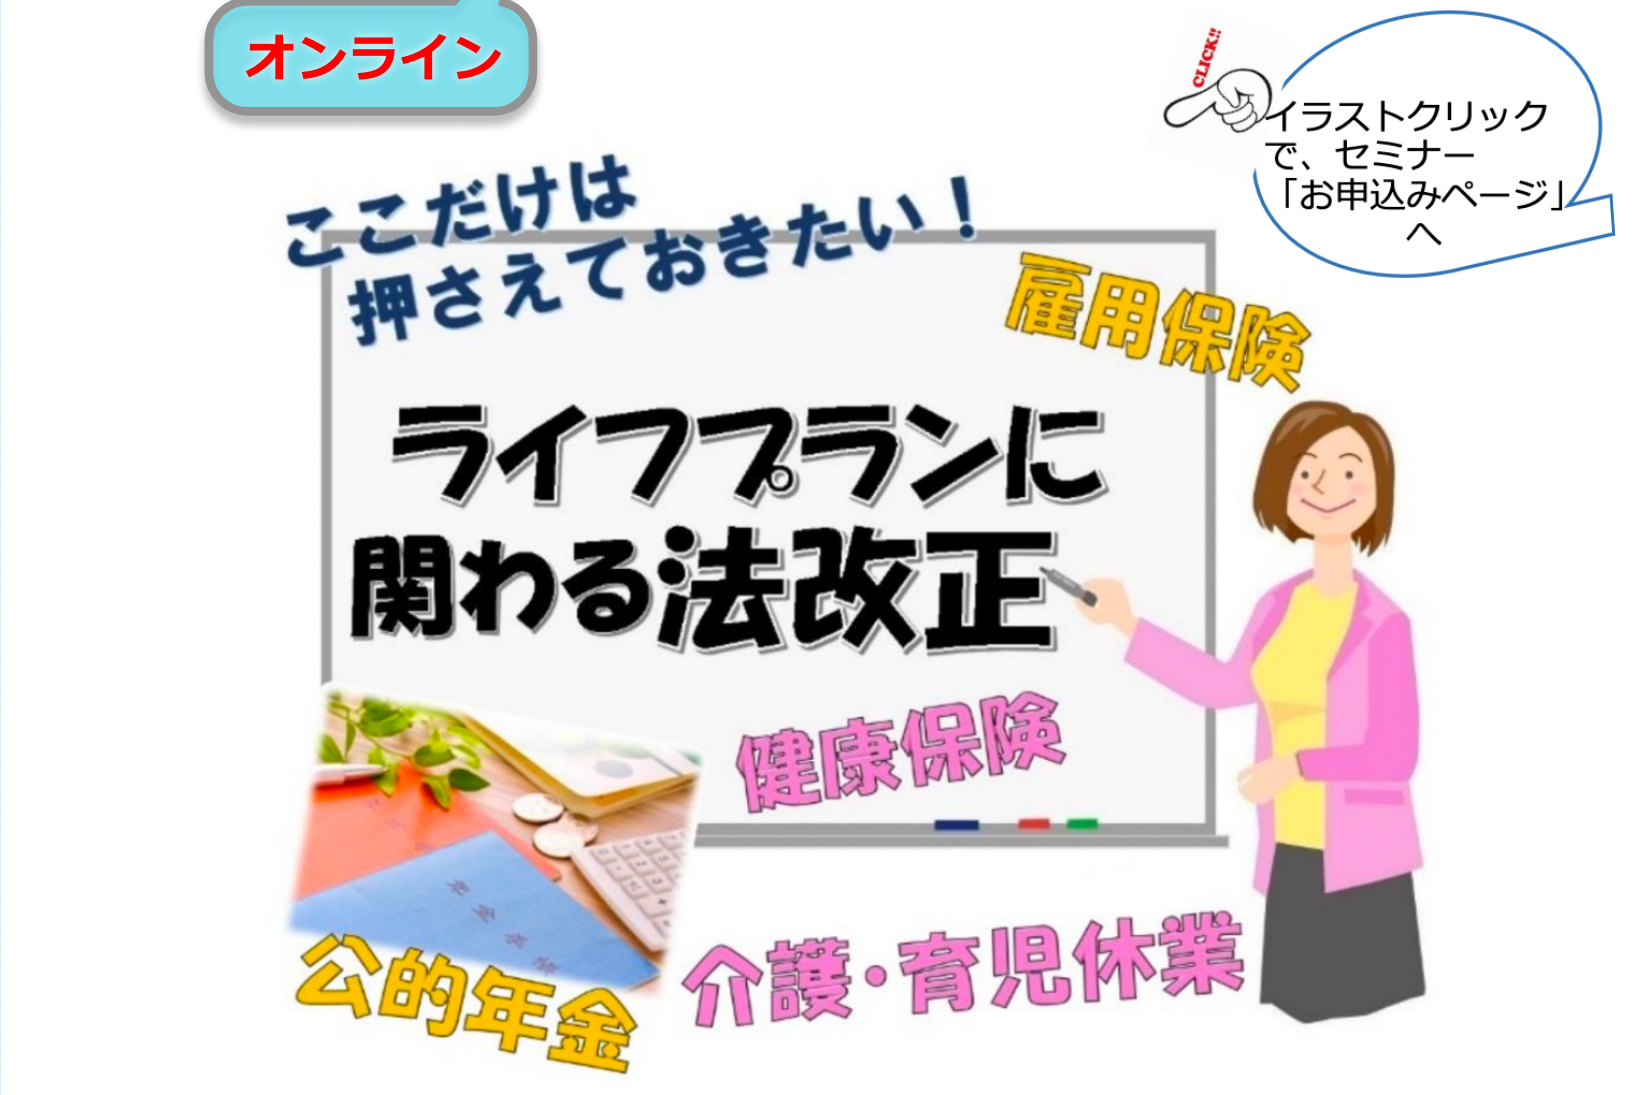 オンライン
CLICK!!
イラストクリック
で、セミナー
「お申込みページ」
へ
ここだけは
押さえておきたい！
雇用保険
ライフプランに
関わる法改正
健康保険
公的年金
介護・育児休業